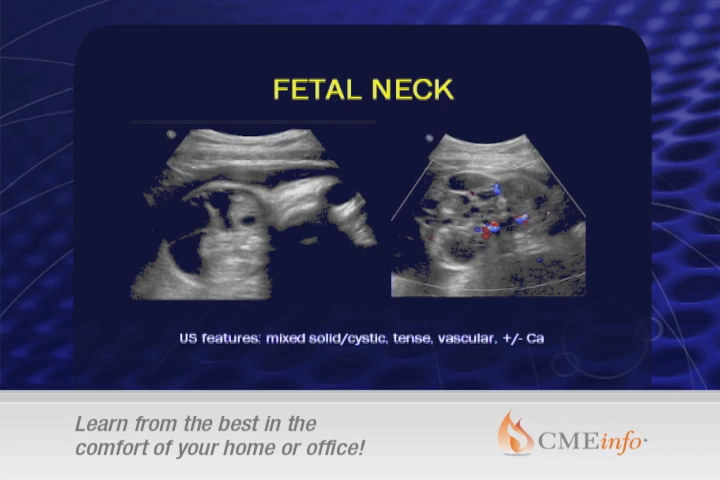 FETAL NECK
US features: mixed solid/cystic, tense, vascular, +/- Ca
Learn from the best in the
comfort of your home or office!
CMEinfo